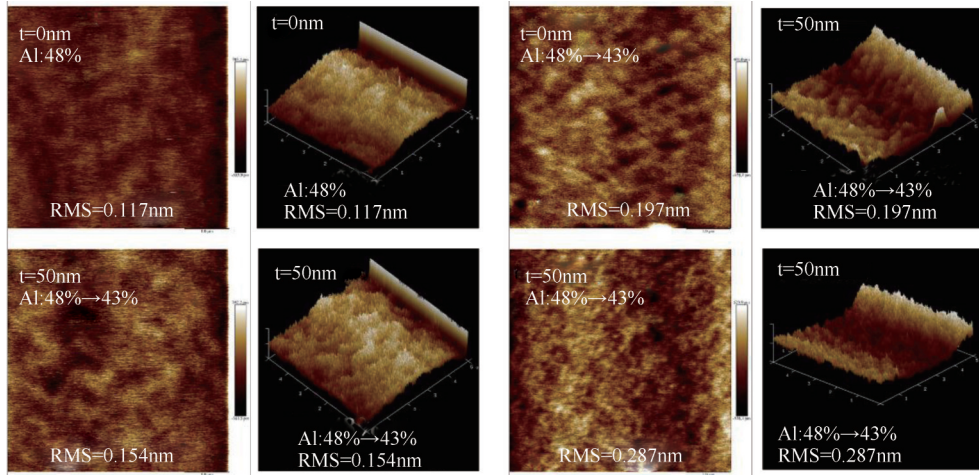 t=0nm
Al:48%
RMS=0.117nm
t=0nm
Al:48%
RMS=0.117nm
t=0nm
Al:48%→43%
RMS=0.197nm
t=50nm
Al:48%→43%
RMS=0.197nm
t=50nm
Al:48%→43%
RMS=0.154nm
t=50nm
Al:48%→43%
RMS=0.154nm
t=50nm
Al:48%→43%
RMS=0.287nm
t=50nm
Al:48%→43%
RMS=0.287nm